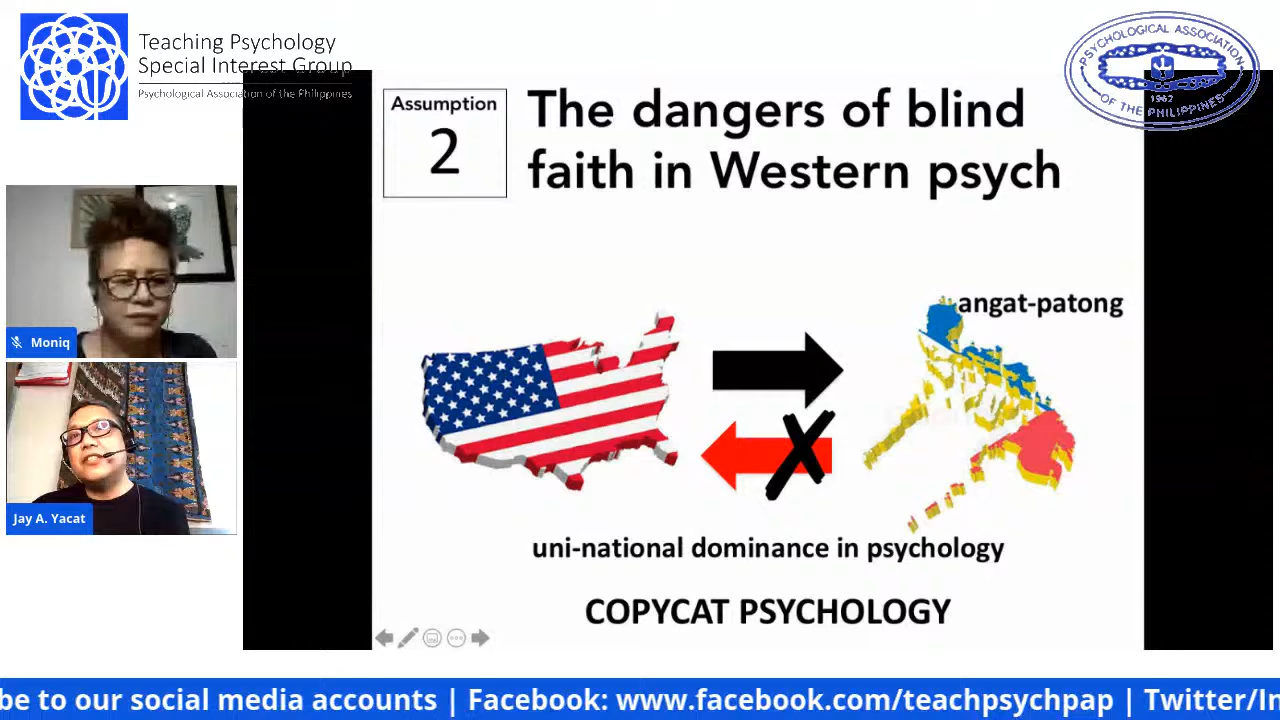 Teaching Psychology
Special Interest Group
Psychological Association of the Philippines
PSYCHOLOGICAL ASSOCIATION
OF THE PHILIPPINES
1962
Assumption
2
The dangers of blind
faith in Western psych
Moniq
Jay A. Yacat
angat-patong
uni-national dominance in psychology
COPYCAT PSYCHOLOGY
be to our social media accounts | Facebook: www.facebook.com/teachpsychpap | Twitter/In